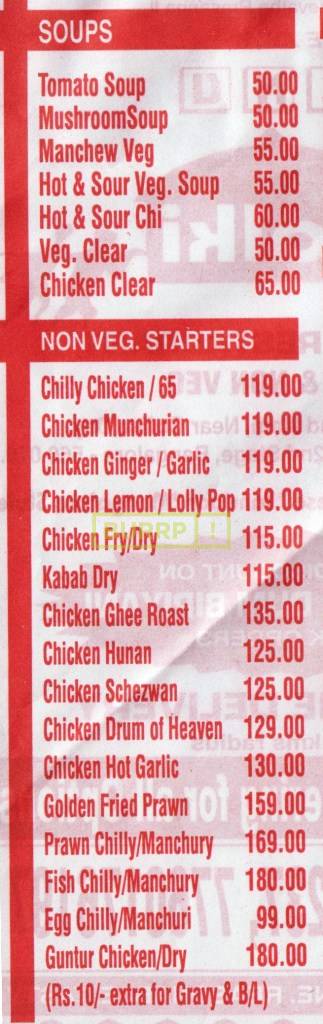 SOUPS
Tomato Soup 50.00
MushroomSoup 50.00
Manchew Veg 55.00
Hot & Sour Veg. Soup 55.00
Hot & Sour Chi 60.00
Veg. Clear 50.00
Chicken Clear 65.00
NON VEG. STARTERS
Chilly Chicken / 65 119.00
Chicken Munchurian 119.00
Chicken Ginger / Garlic 119.00
Chicken Lemon / Lolly Pop 119.00
BURRP !
Chicken Fry/Dry 115.00
Kabab Dry 115.00
Chicken Ghee Roast 135.00
Chicken Hunan 125.00
Chicken Schezwan 125.00
Chicken Drum of Heaven 129.00
Chicken Hot Garlic 130.00
Golden Fried Prawn 159.00
Prawn Chilly/Manchury 169.00
Fish Chilly/Manchury 180.00
Egg Chilly/Manchuri 99.00
Guntur Chicken/Dry 180.00
(Rs.10/- extra for Gravy & B/L)